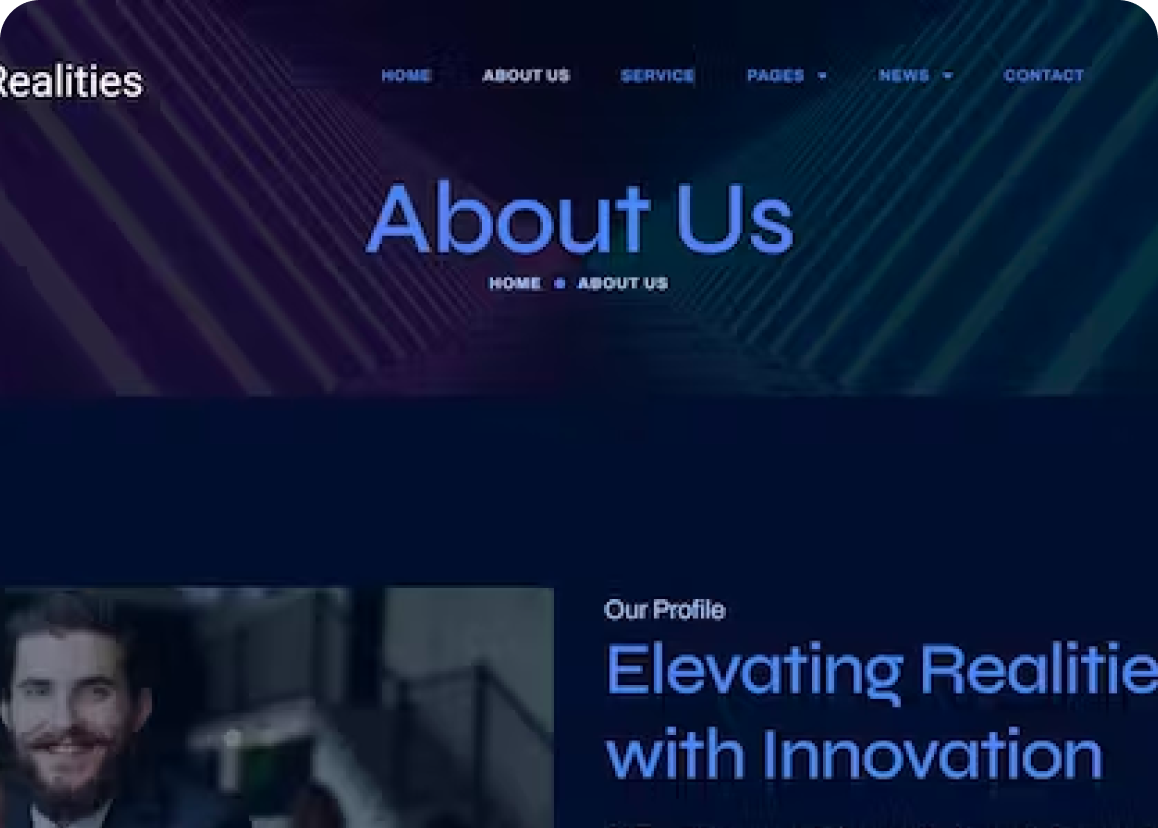 Realities
HOME ABOUT US SERVICE PAGES NEWS CONTACT
About Us
HOME ABOUT US
Our Profile
Elevating Realitie
with Innovation